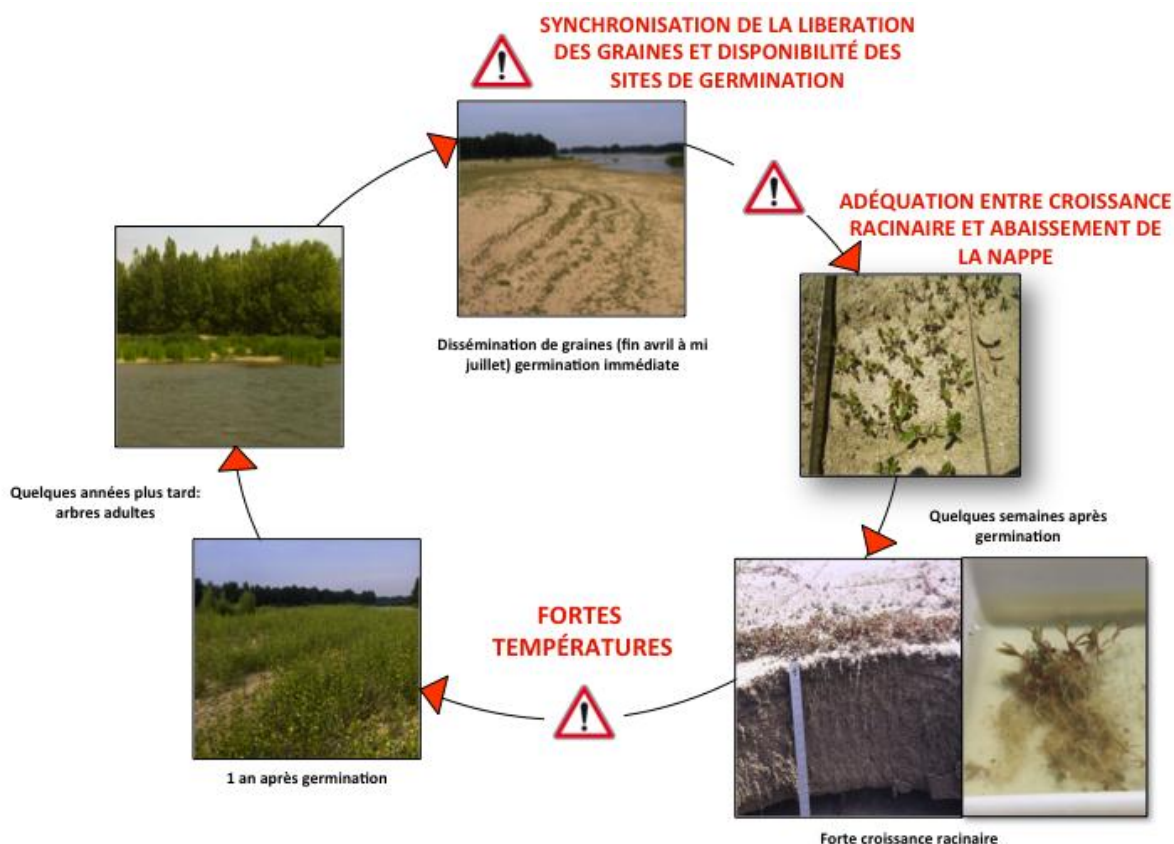 SYNCHRONISATION DE LA LIBERATION
DES GRAINES ET DISPONIBILITÉ DES
SITES DE GERMINATION
ADÉQUATION ENTRE CROISSANCE
RACINAIRE ET ABAISSEMENT DE
LA NAPPE
Dissémination de graines (fin avril à mi
juillet) germination immédiate
Quelques semaines après
germination
Forte croissance racinaire
FORTES
TEMPÉRATURES
1 an après germination
Quelques années plus tard:
arbres adultes